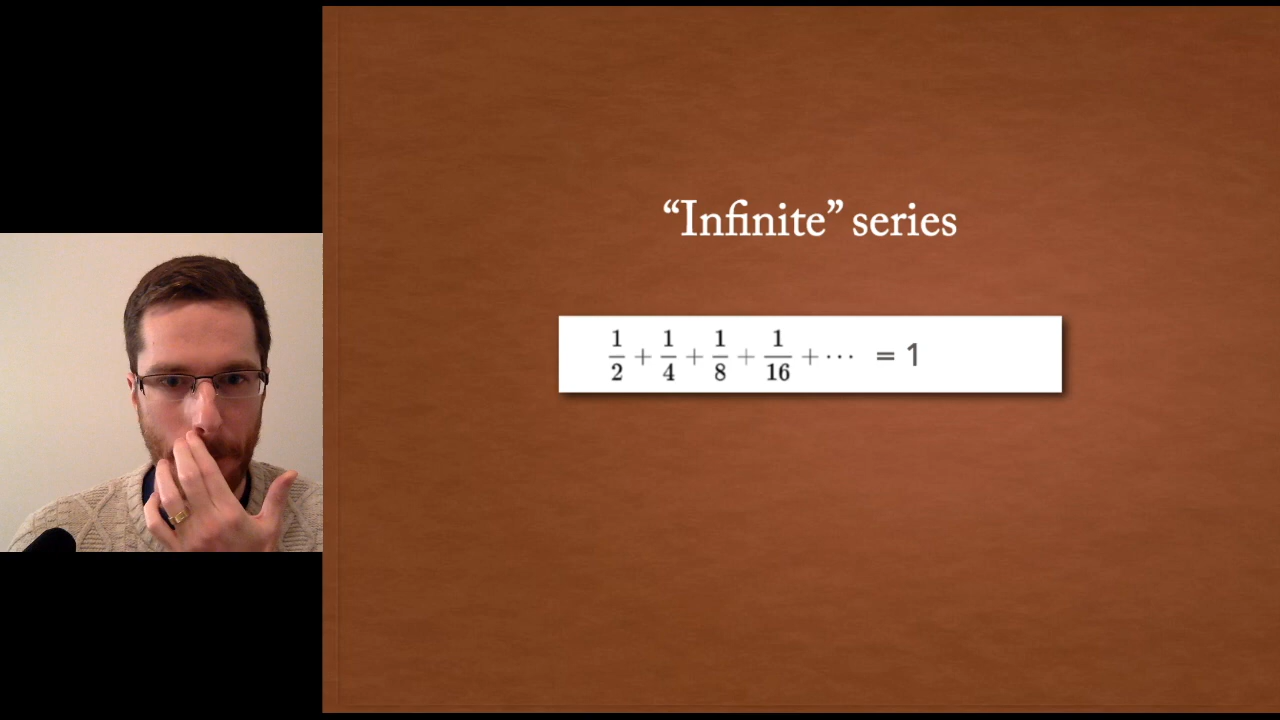 “Infinite” series
1/2 + 1/4 + 1/8 + 1/16 + ⋯ = 1